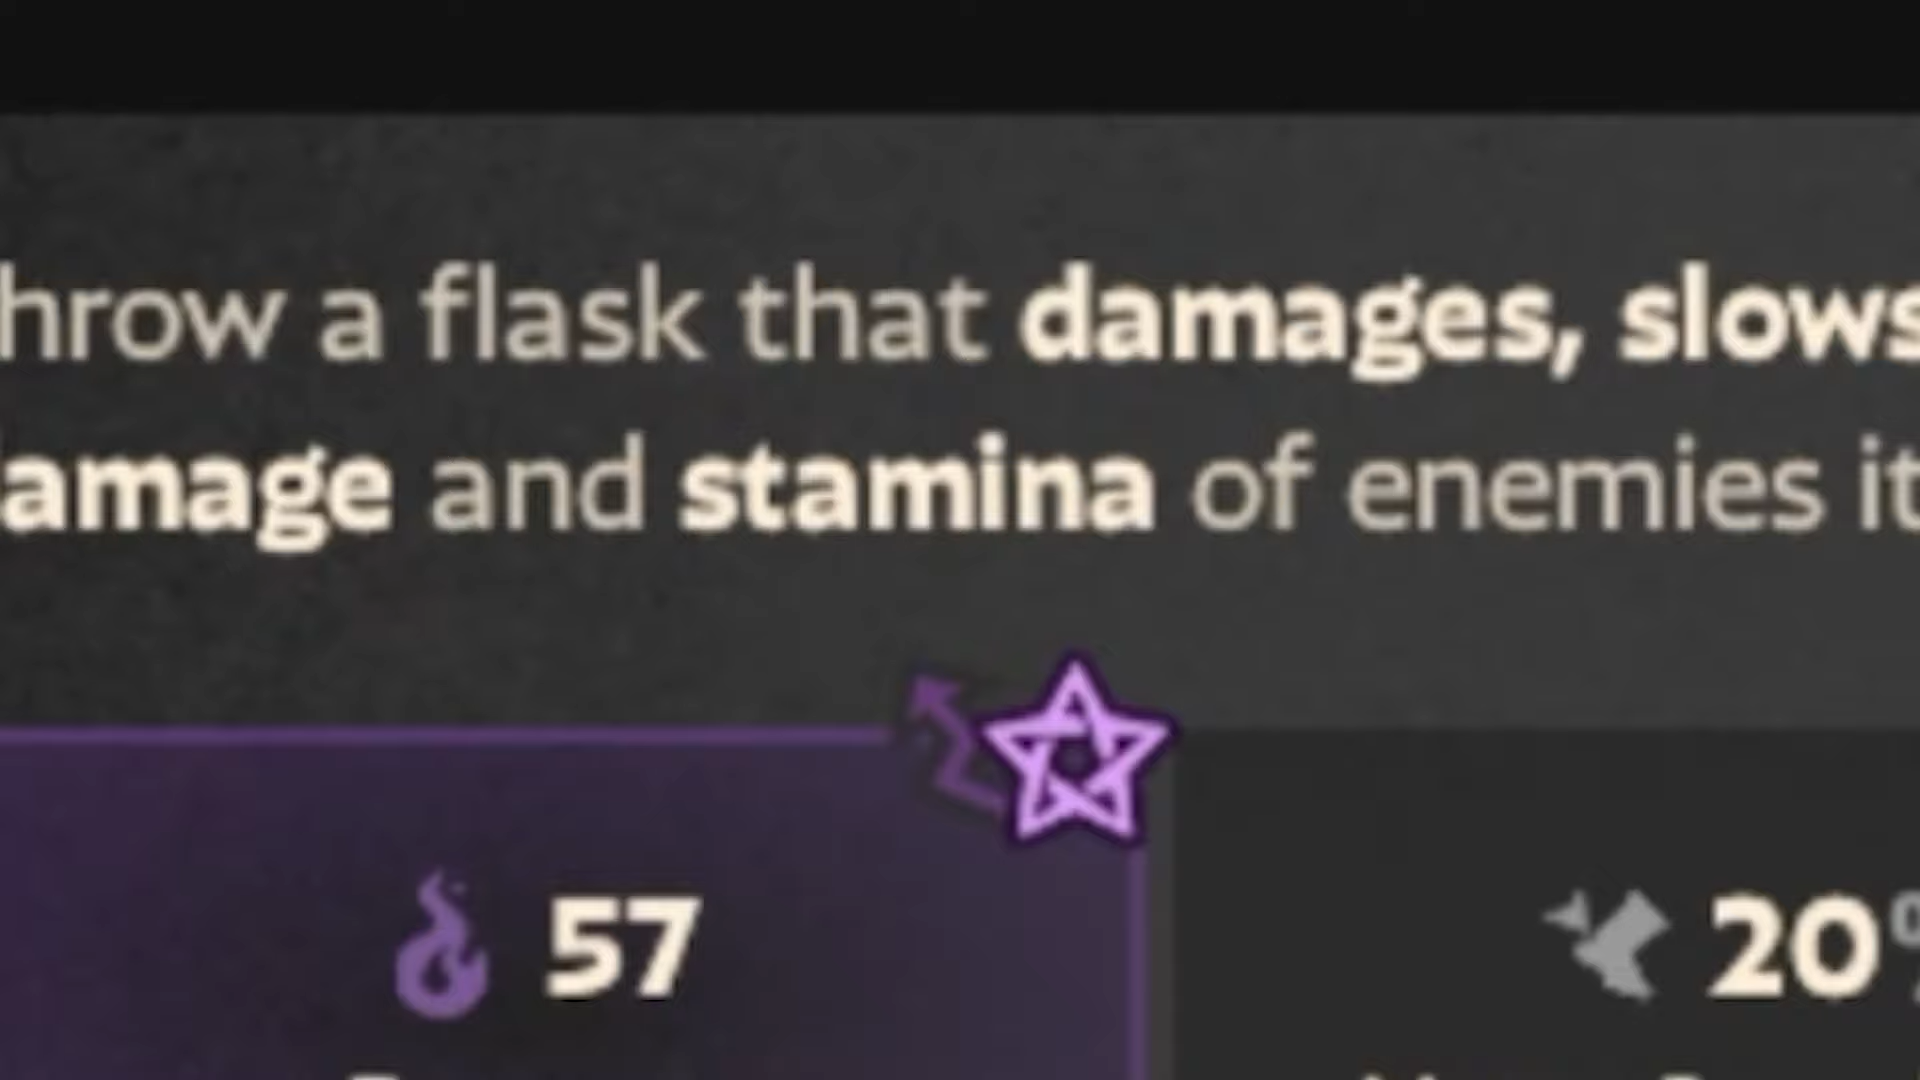 hrow a flask that damages, slows
amage and stamina of enemies it
57
20%